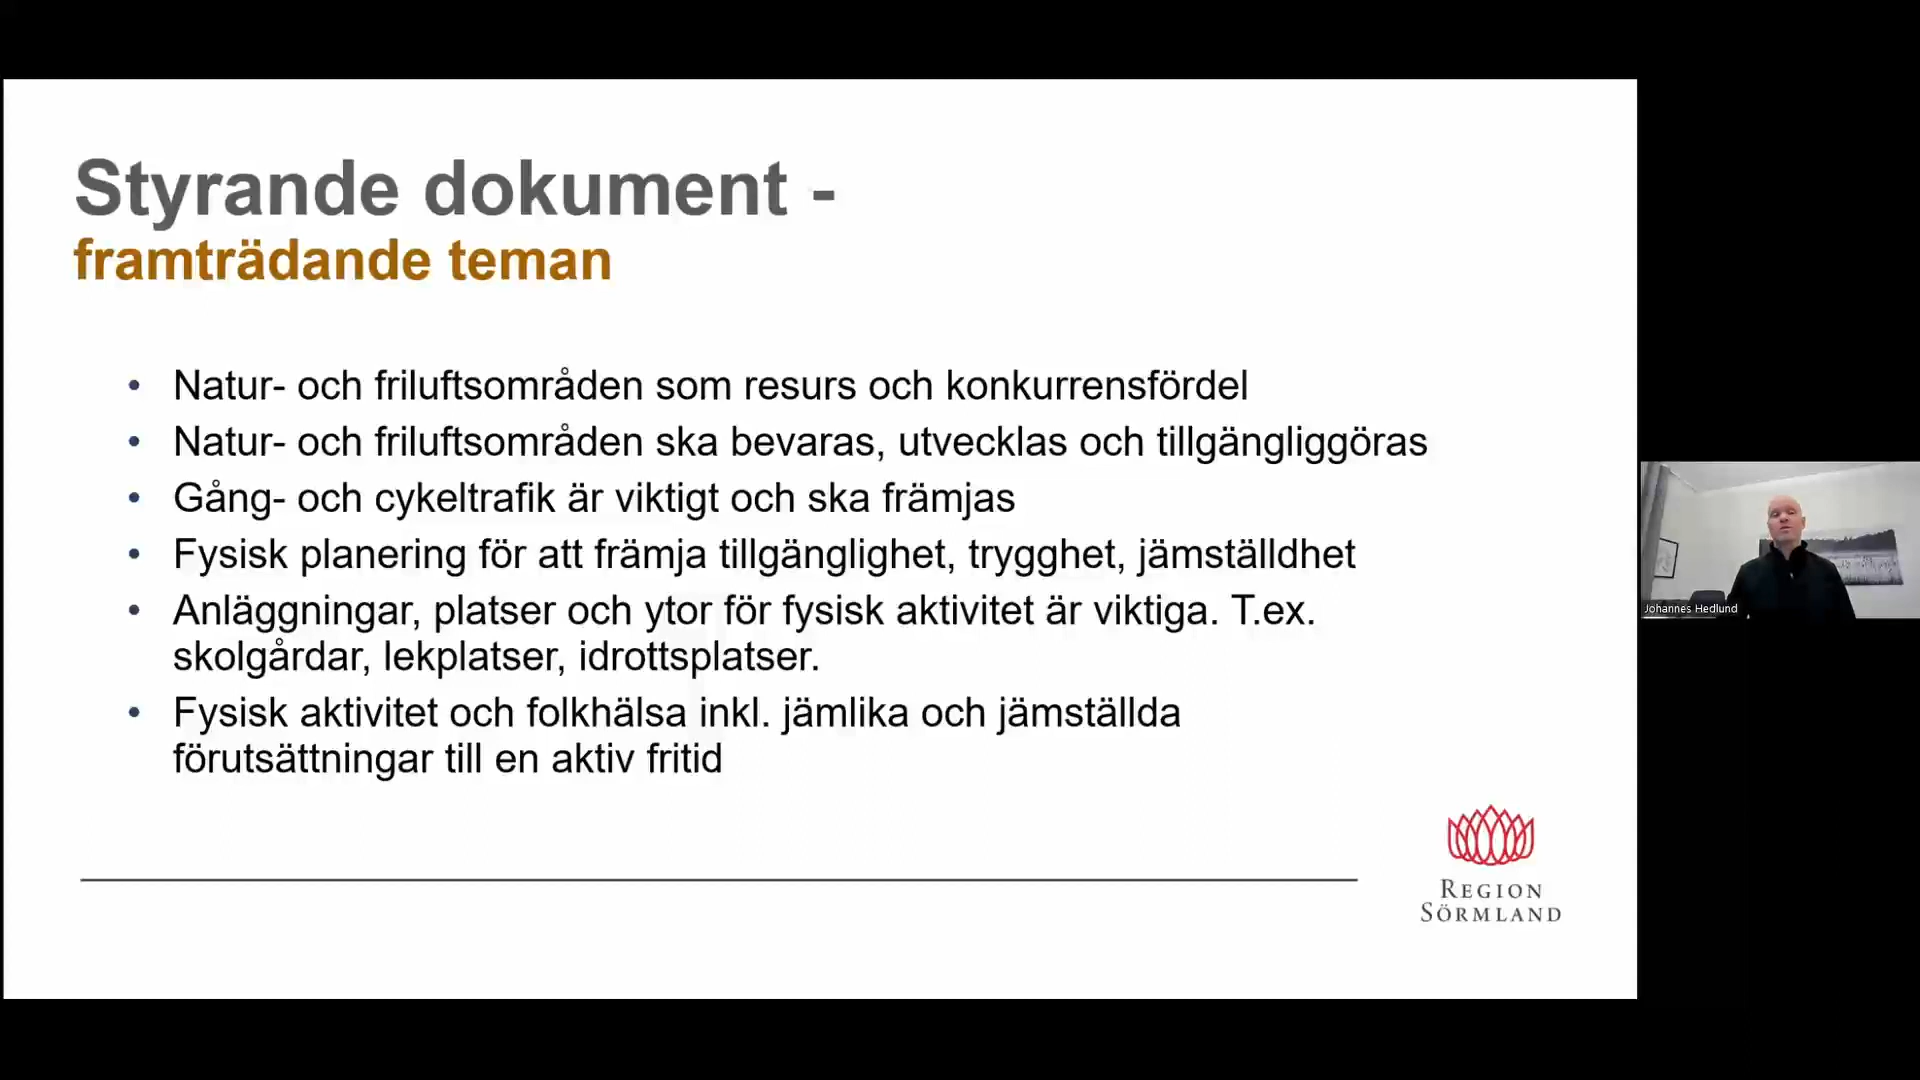 Styrande dokument -
framträdande teman
• Natur- och friluftsområden som resurs och konkurrensfördel
• Natur- och friluftsområden ska bevaras, utvecklas och tillgängliggöras
• Gång- och cykeltrafik är viktigt och ska främjas
• Fysisk planering för att främja tillgänglighet, trygghet, jämställdhet
• Anläggningar, platser och ytor för fysisk aktivitet är viktiga. T.ex.
skolgårdar, lekplatser, idrottsplatser.
• Fysisk aktivitet och folkhälsa inkl. jämlika och jämställda
förutsättningar till en aktiv fritid
REGION
SÖRMLAND
Johannes Hedlund